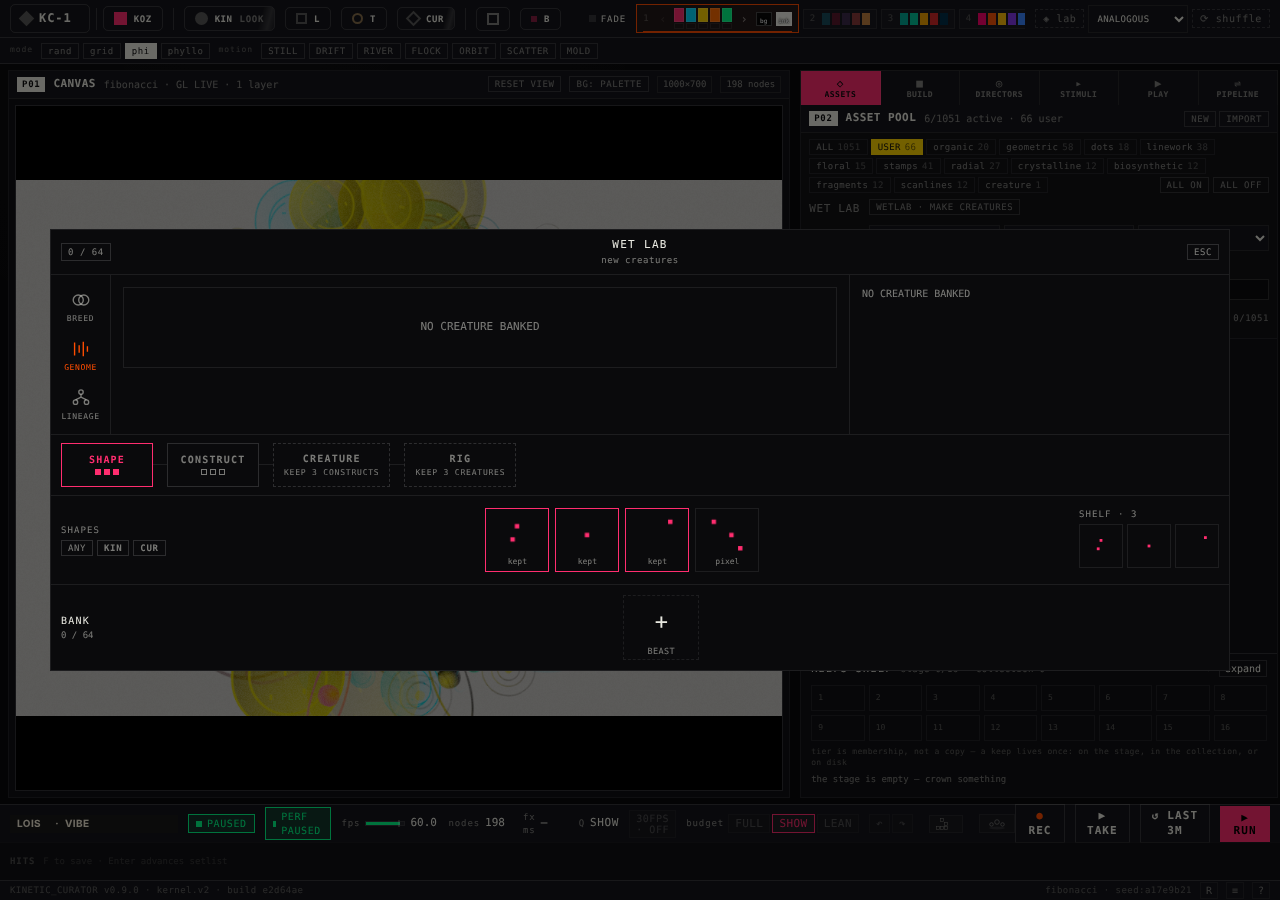 KC-1 KOZ KIN LOOK L T CUR B FADE 1 bg 2 3 4 lab ANALOGOUS shuffle
mode rand grid phi phyllo motion STILL DRIFT RIVER FLOCK ORBIT SCATTER MOLD
P01 CANVAS fibonacci · GL LIVE · 1 layer RESET VIEW BG: PALETTE 1000×700 198 nodes
ASSETS BUILD DIRECTORS STIMULI PLAY PIPELINE
P02 ASSET POOL 6/1051 active · 66 user NEW IMPORT
ALL 1051 USER 66 organic 20 geometric 58 dots 18 linework 38
floral 15 stamps 41 radial 27 crystalline 12 biosynthetic 12
fragments 12 scanlines 12 creature 1 ALL ON ALL OFF
WET LAB WETLAB · MAKE CREATURES
0/1051
0 / 64 WET LAB ESC
new creatures
BREED
GENOME
LINEAGE
NO CREATURE BANKED
NO CREATURE BANKED
SHAPE CONSTRUCT CREATURE RIG
KEEP 3 CONSTRUCTS KEEP 3 CREATURES
SHAPES
ANY KIN CUR
kept kept kept pixel
SHELF · 3
BANK
0 / 64
+
BEAST
Expand
1 2 3 4 5 6 7 8
9 10 11 12 13 14 15 16
tier is membership, not a copy — a keep lives once: on the stage, in the collection, or
on disk
the stage is empty — crown something
LOIS · VIBE PAUSED PERF PAUSED fps 60.0 nodes 198 fx ms — Q SHOW 30FPS · OFF budget FULL SHOW LEAN REC TAKE LAST 3M RUN
HITS F to save · Enter advances setlist
KINETIC_CURATOR v0.9.0 · kernel.v2 · build e2d64ae fibonacci · seed:a17e9b21 R ≡ ?